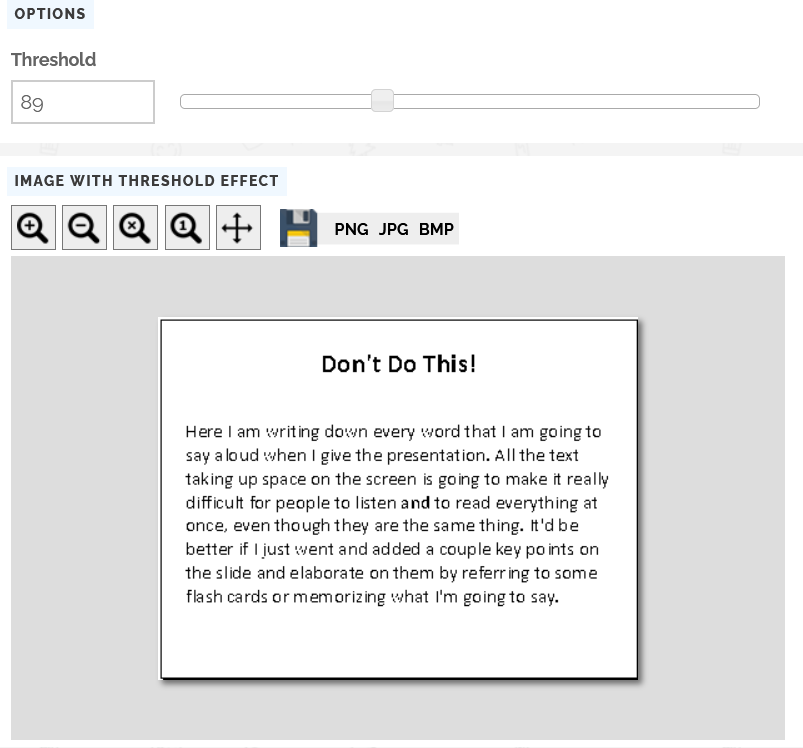 OPTIONS
Threshold
89
IMAGE WITH THRESHOLD EFFECT
1
PNG JPG BMP
Don't Do This!
Here I am writing down every word that I am going to
say aloud when I give the presentation. All the text
taking up space on the screen is going to make it really
difficult for people to listen and to read everything at
once, even though they are the same thing. It'd be
better if I just went and added a couple key points on
the slide and elaborate on them by referring to some
flash cards or memorizing what I'm going to say.